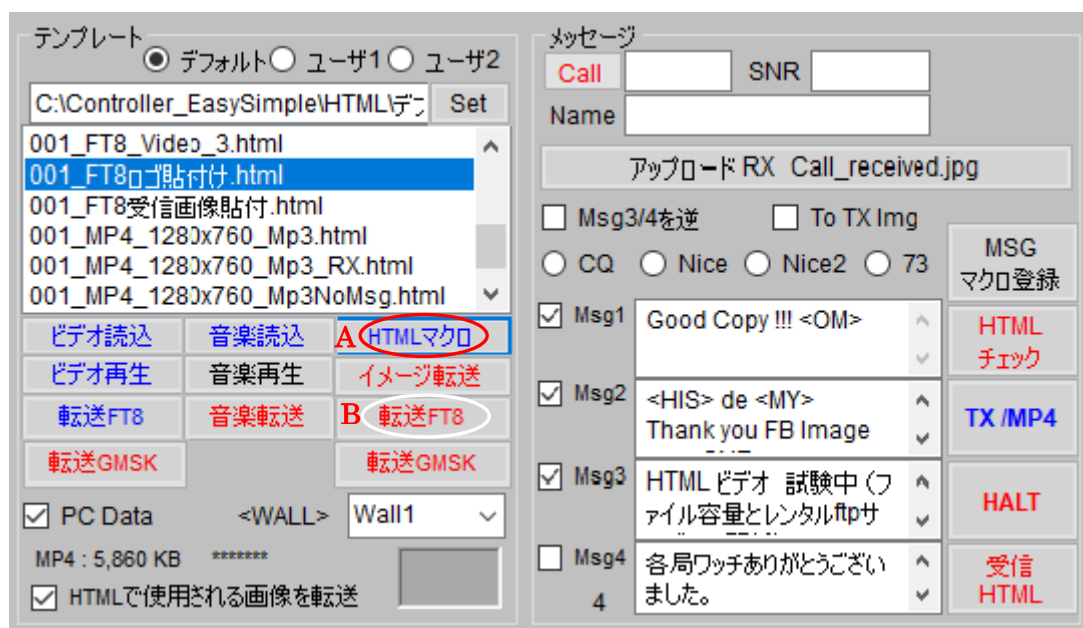 テンプレート
デフォルト ユーザ1 ユーザ2
C:\Controller_EasySimple\HTML\デ
Set
001_FT8_Video_3.html
001_FT8ロゴ貼付け.html
001_FT8受信画像貼付.html
001_MP4_1280x760_Mp3.html
001_MP4_1280x760_Mp3_RX.html
001_MP4_1280x760_Mp3NoMsg.html
ビデオ読込 音楽読込 A HTMLマクロ
ビデオ再生 音楽再生 イメージ転送
転送FT8 音楽転送 B 転送FT8
転送GMSK 転送GMSK
PC Data <WALL> Wall1
MP4 : 5,860 KB *******
HTMLで使用される画像を転送
メッセージ
Call SNR
Name
アップロード RX Call_received.jpg
Msg3/4を逆 To TX Img
CQ Nice Nice2 73
MSG
マクロ登録
Msg1 Good Copy !!! <OM>
HTML
チェック
Msg2 <HIS> de <MY>
Thank you FB Image
TX /MP4
Msg3 HTML ビデオ 試験中（フ
ァイル容量とレンタルftpサ
HALT
Msg4 各局ワッチありがとうござい
ました。
4
受信
HTML